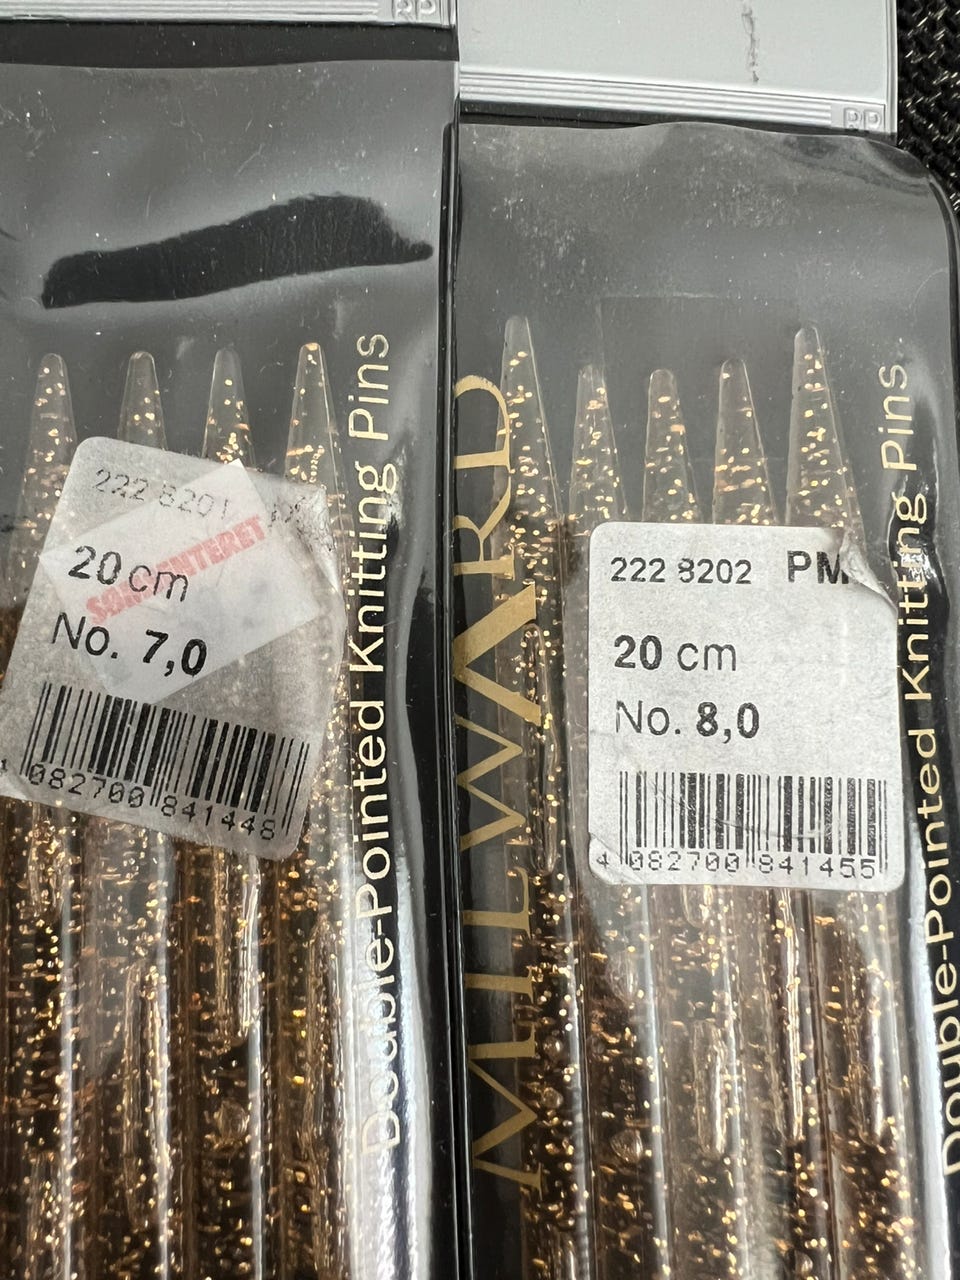 222 8201
20 cm
No. 7,0
4 082700 841448
Double-Pointed Knitting Pins
MILWARD
222 8202 PM
20 cm
No. 8,0
4 082700 841455
Double-Pointed Knitting Pins